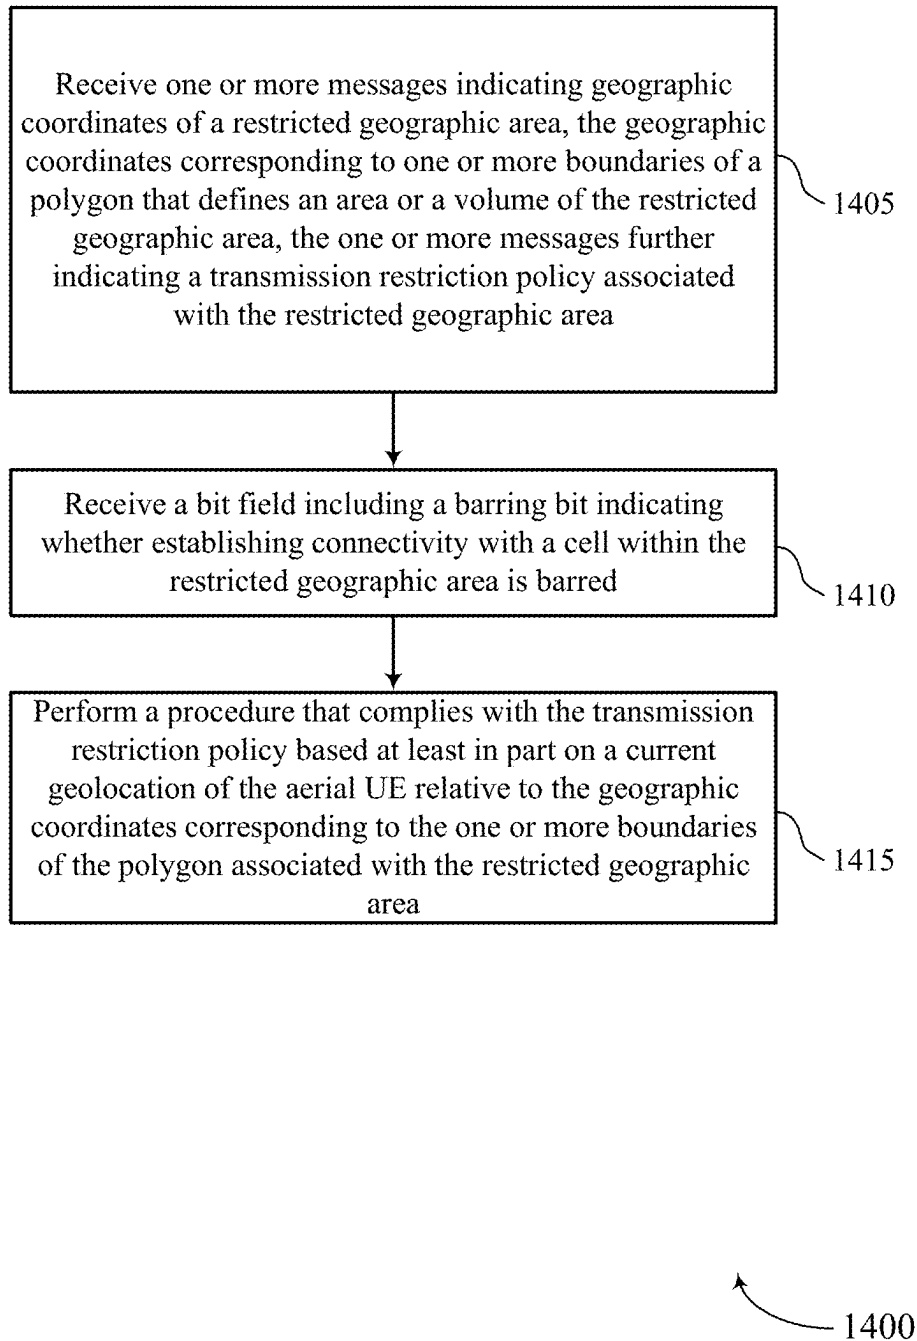 Receive one or more messages indicating geographic
coordinates of a restricted geographic area, the geographic
coordinates corresponding to one or more boundaries of a
polygon that defines an area or a volume of the restricted
geographic area, the one or more messages further
indicating a transmission restriction policy associated
with the restricted geographic area
1405
Receive a bit field including a barring bit indicating
whether establishing connectivity with a cell within the
restricted geographic area is barred
1410
Perform a procedure that complies with the transmission
restriction policy based at least in part on a current
geolocation of the aerial UE relative to the geographic
coordinates corresponding to the one or more boundaries
of the polygon associated with the restricted geographic
area
1415
1400